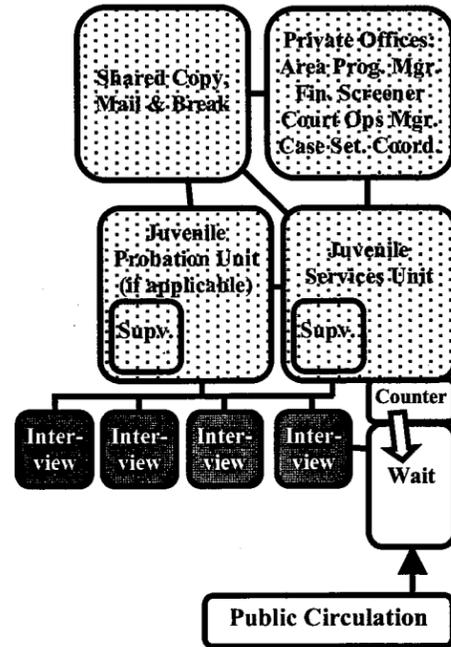 Shared Copy,
Mail & Break
Private Offices:
Area Prog. Mgr.
Fin. Screener
Court Ops Mgr.
Case Set. Coord.
Juvenile
Probation Unit
(if applicable)
Supv.
Juvenile
Services Unit
Supv.
Counter
Inter-
view
Inter-
view
Inter-
view
Inter-
view
Wait
Public Circulation